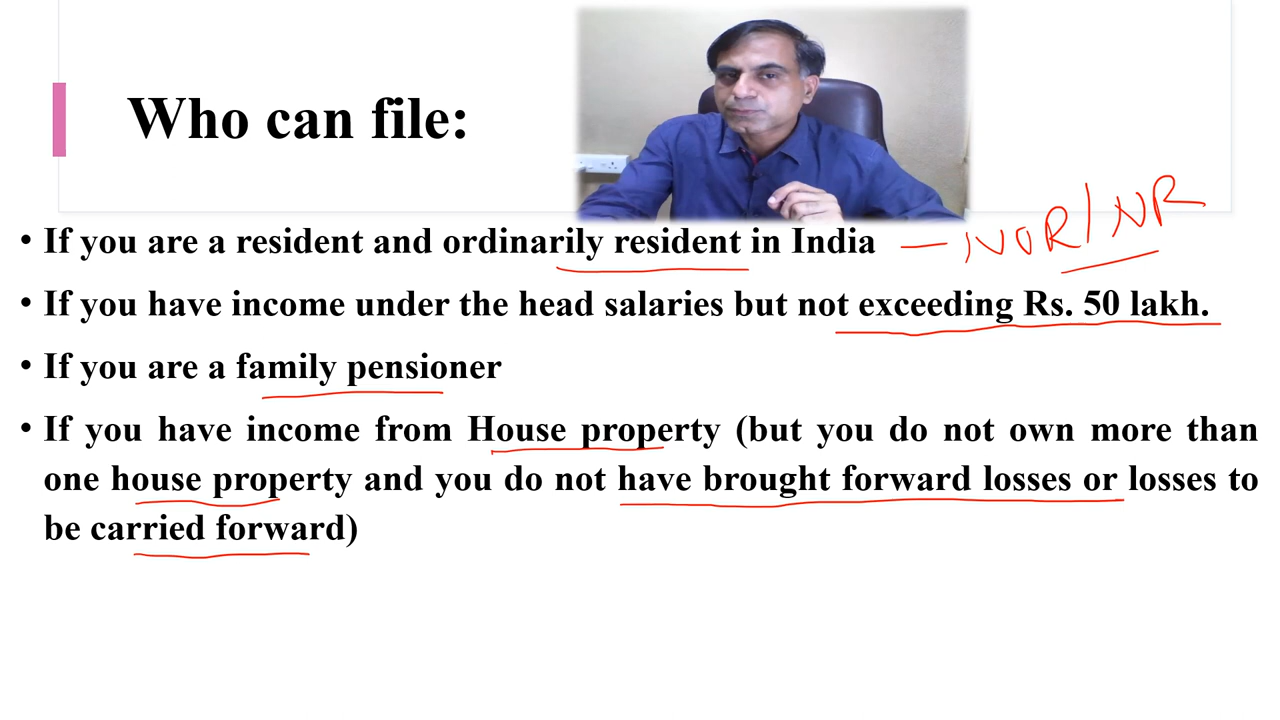 Who can file:
• If you are a resident and ordinarily resident in India — NOR/NR
• If you have income under the head salaries but not exceeding Rs. 50 lakh.
• If you are a family pensioner
• If you have income from House property (but you do not own more than
one house property and you do not have brought forward losses or losses to
be carried forward)